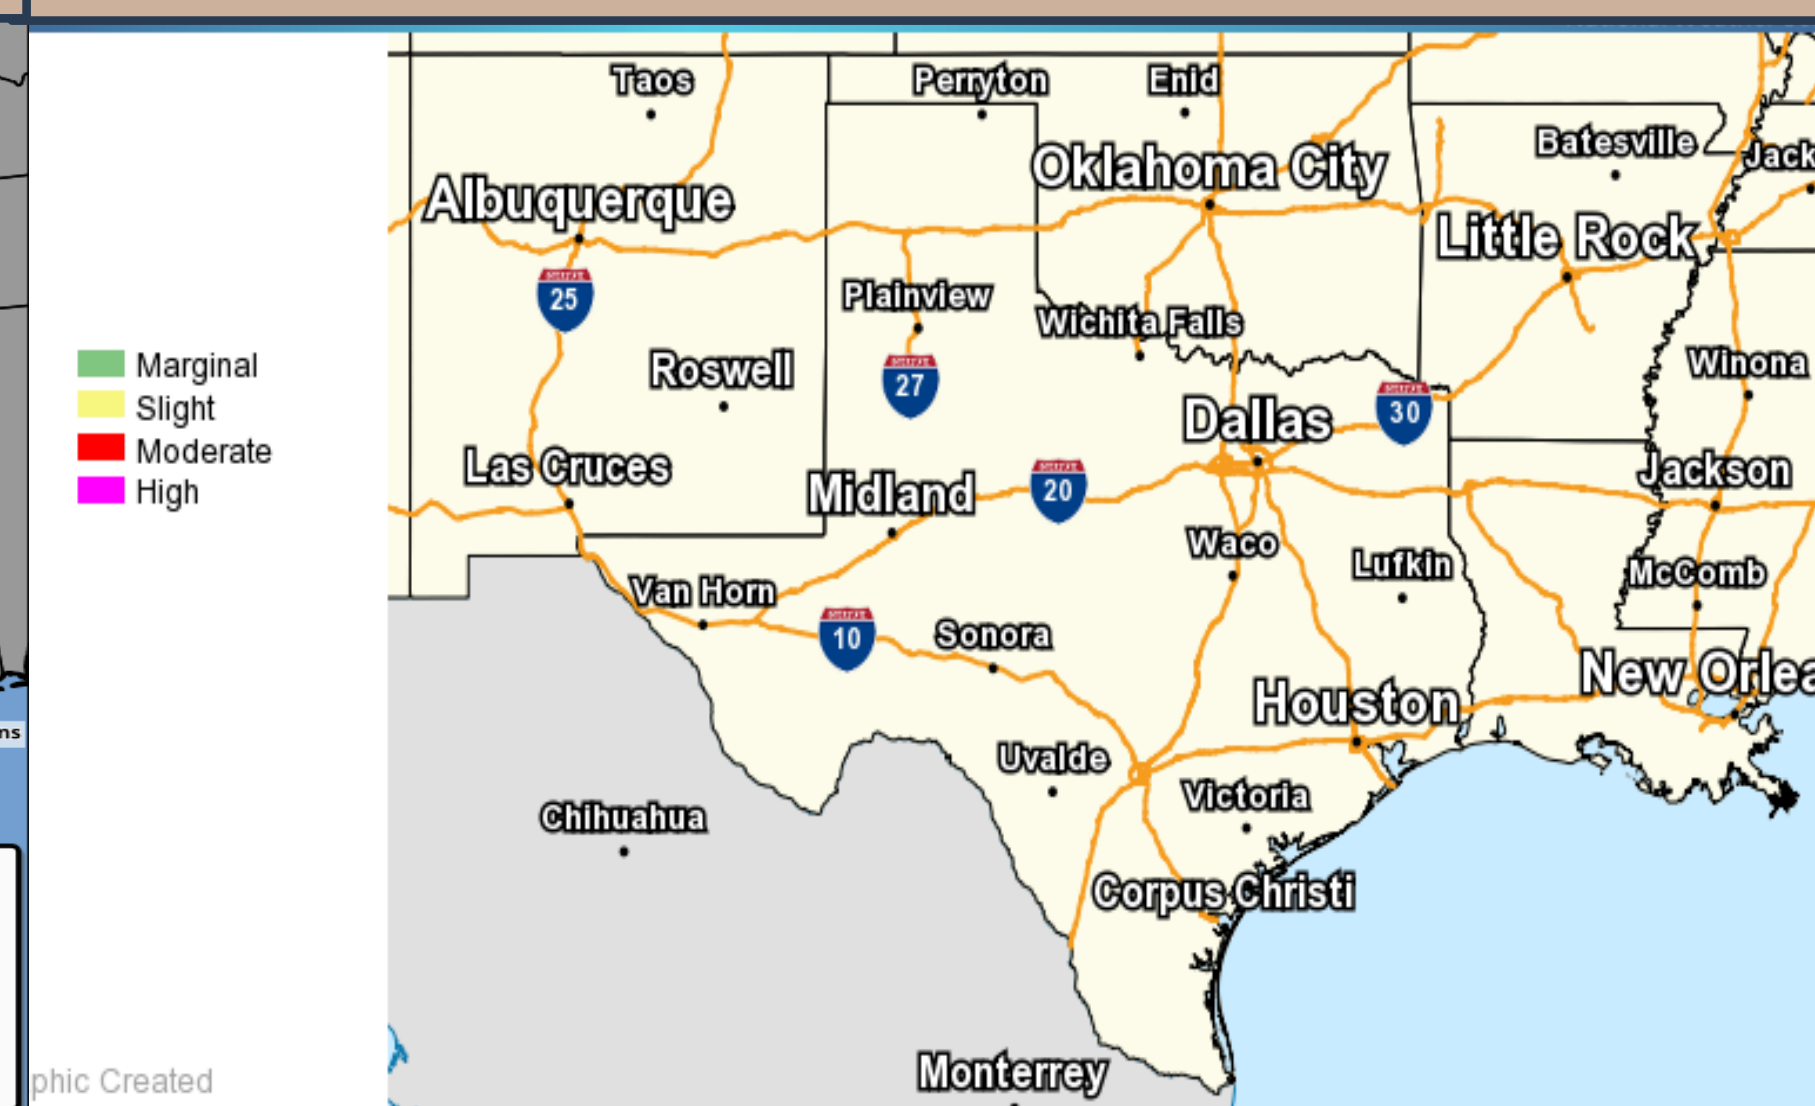 Taos
Perryton
Enid
Batesville
Jack
Oklahoma City
Albuquerque
Little Rock
25
Plainview
Wichita Falls
Roswell
27
Winona
Marginal
Slight
Moderate
High
30
Dallas
Las Cruces
Midland
20
Jackson
Waco
Lufkin
McComb
Van Horn
10
Sonora
New Orlea
Houston
ns
Uvalde
Victoria
Chihuahua
Corpus Christi
Monterrey
phic Created